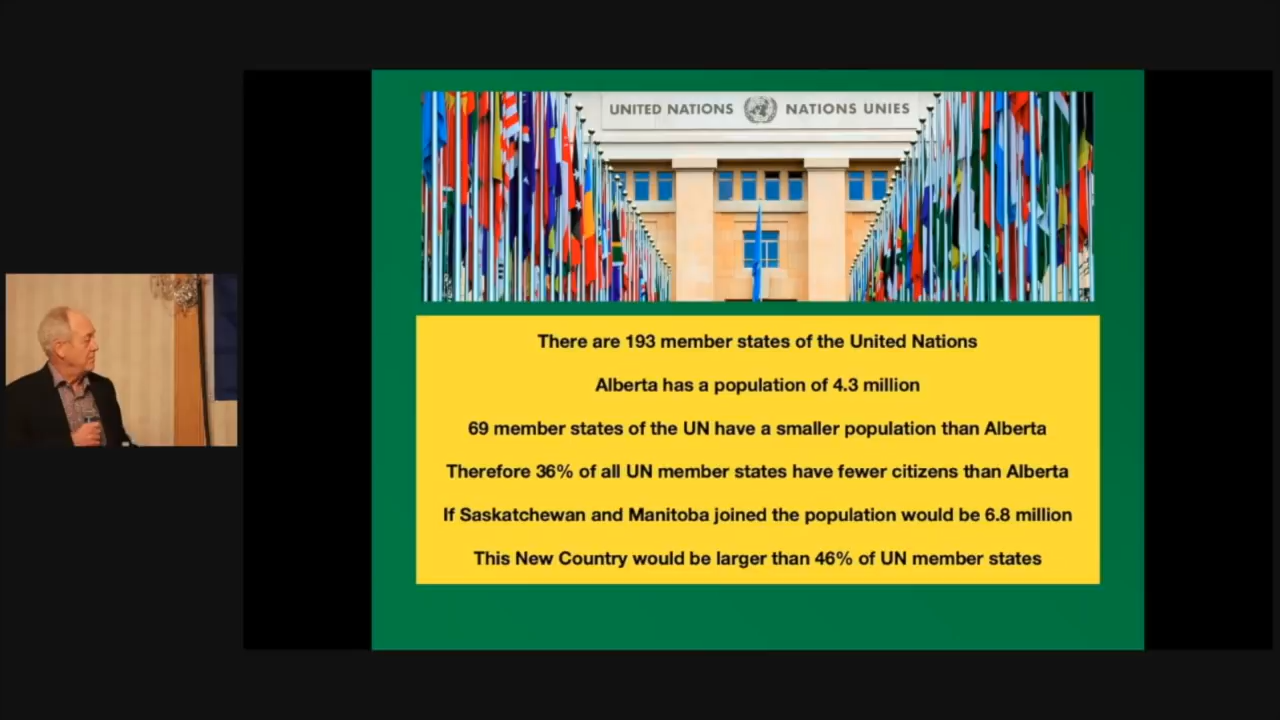 UNITED NATIONS NATIONS UNIES
There are 193 member states of the United Nations
Alberta has a population of 4.3 million
69 member states of the UN have a smaller population than Alberta
Therefore 36% of all UN member states have fewer citizens than Alberta
If Saskatchewan and Manitoba joined the population would be 6.8 million
This New Country would be larger than 46% of UN member states